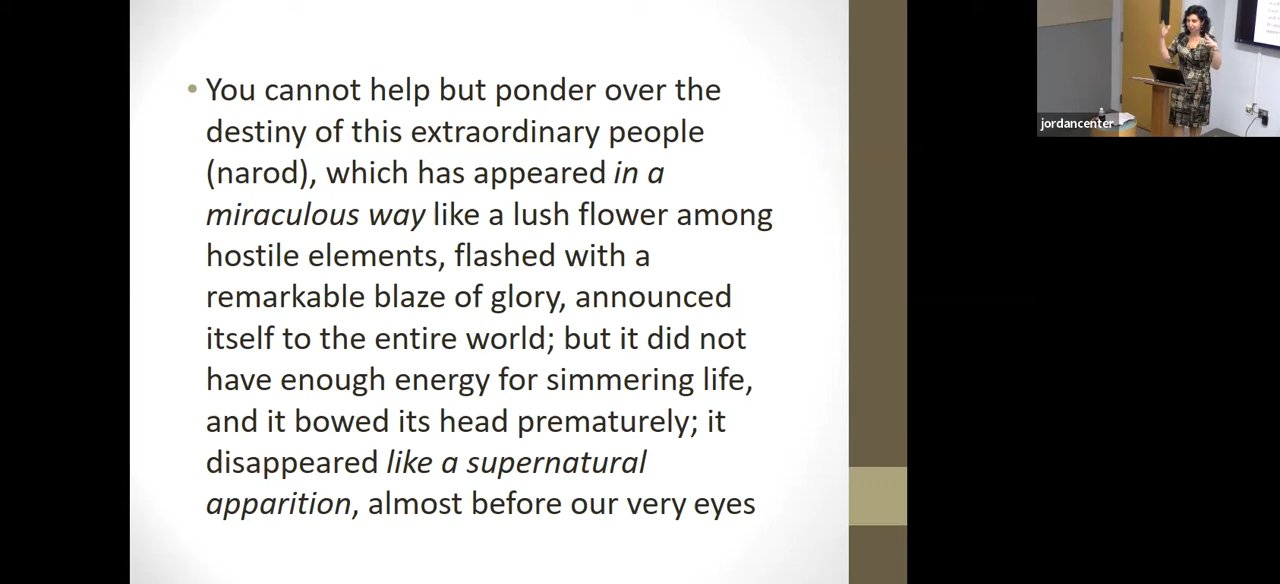 You cannot help but ponder over the
destiny of this extraordinary people
(narod), which has appeared in a
miraculous way like a lush flower among
hostile elements, flashed with a
remarkable blaze of glory, announced
itself to the entire world; but it did not
have enough energy for simmering life,
and it bowed its head prematurely; it
disappeared like a supernatural
apparition, almost before our very eyes
jordancenter